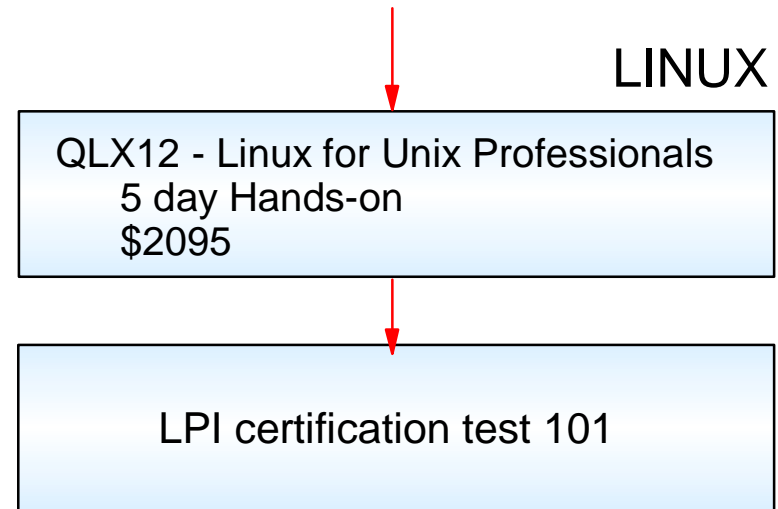 LINUX
QLX12 - Linux for Unix Professionals
5 day Hands-on
$2095
LPI certification test 101